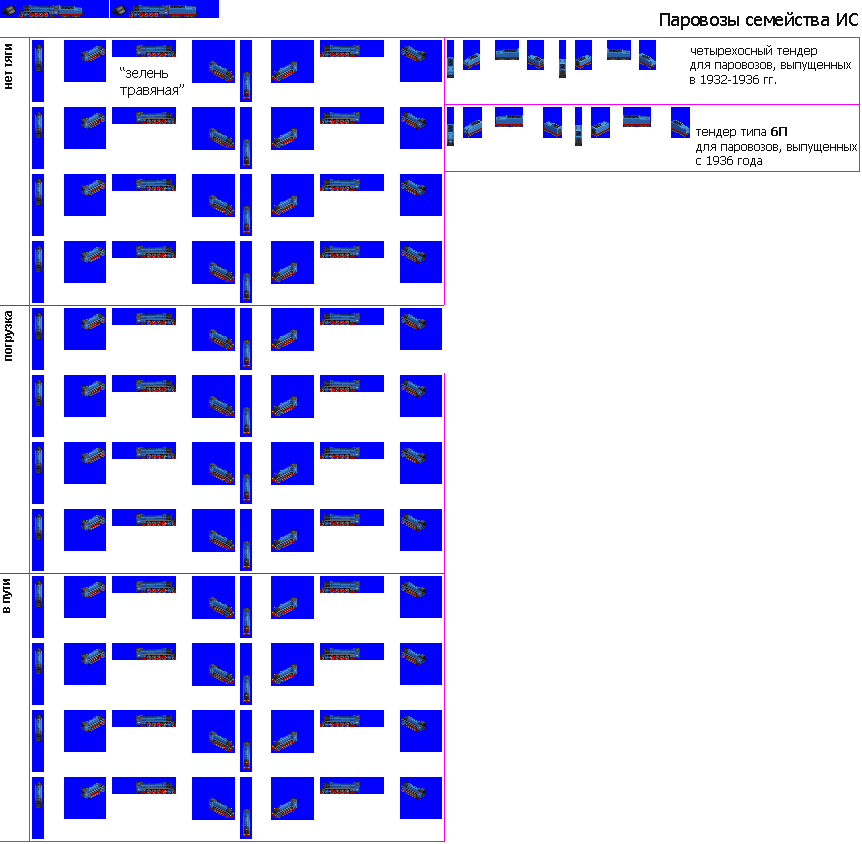 Паровозы семейства ИС
нет тяги
"зелень
травяная"
четырехосный тендер
для паровозов, выпущенных
в 1932-1936 гг.
тендер типа 6П
для паровозов, выпущенных
с 1936 года
погрузка
в пути